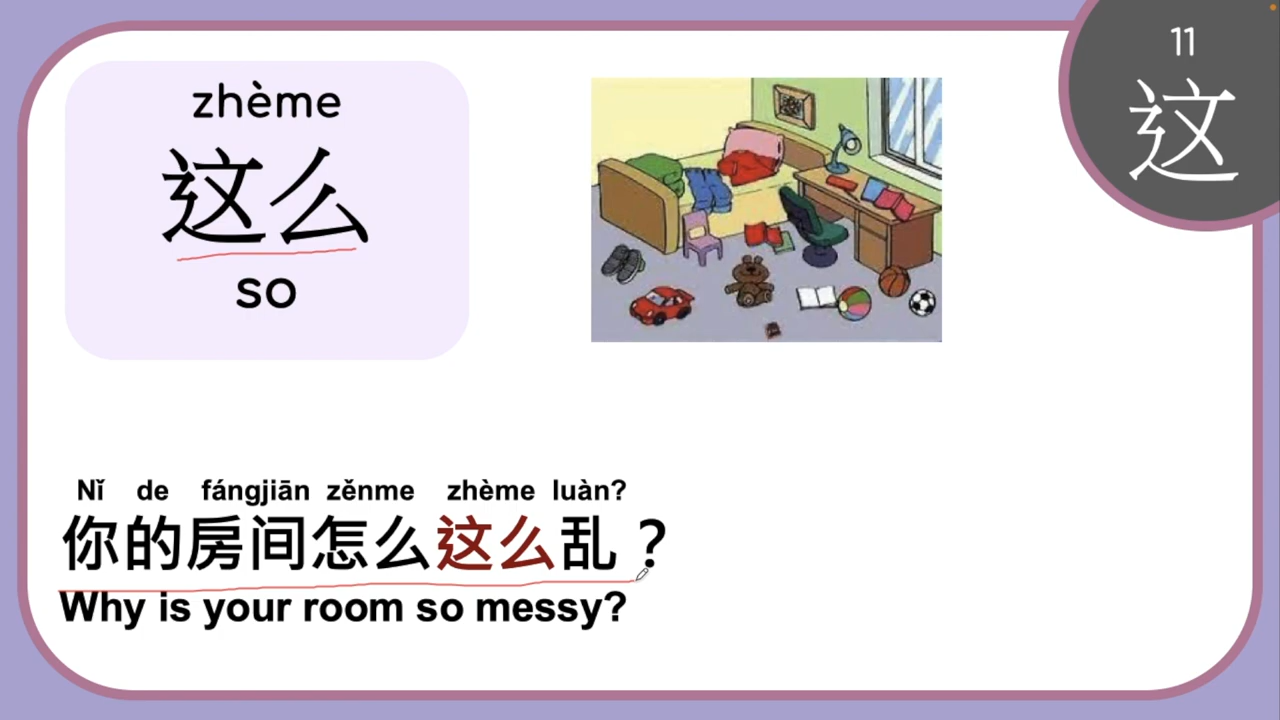 zhème
这么
so
11
这
Nǐ de fángjiān zěnme zhème luàn?
你的房间怎么这么乱？
Why is your room so messy?